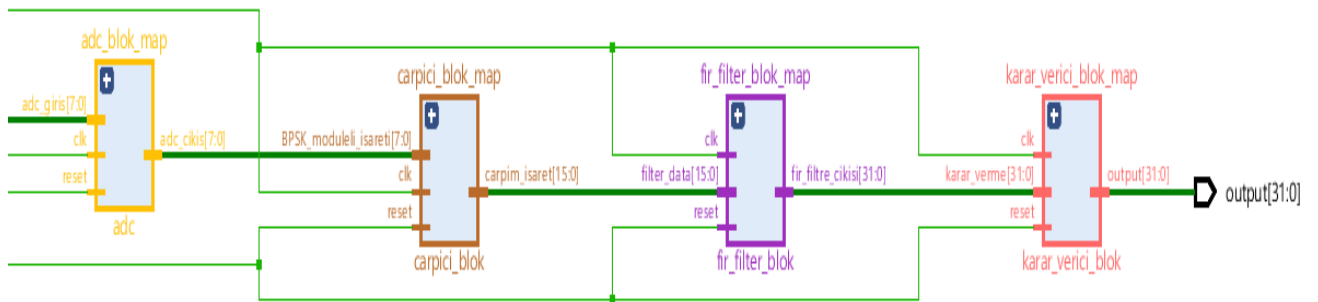 adc_blok_map
adc_giris[7:0]
clk
reset
adc_cikis[7:0]
adc
carpici_blok_map
BPSK_moduleli_isareti[7:0]
clk
reset
carpim_isaret[15:0]
carpici_blok
fir_filter_blok_map
clk
filter_data[15:0]
reset
fir_filtre_cikisi[31:0]
fir_filter_blok
karar_verici_blok_map
clk
karar_verme[31:0]
reset
output[31:0]
karar_verici_blok
output[31:0]